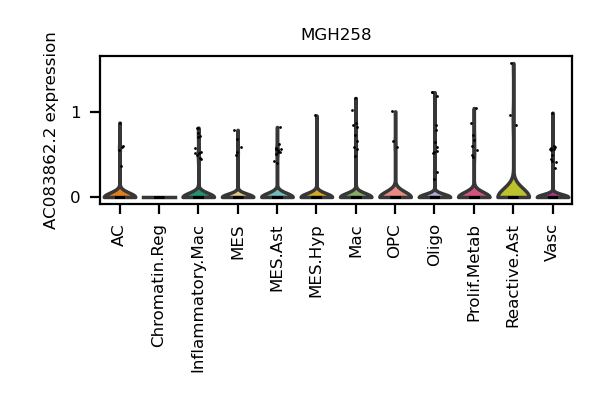 MGH258
AC083862.2 expression
1
0
AC
Chromatin.Reg
Inflammatory.Mac
MES
MES.Ast
MES.Hyp
Mac
OPC
Oligo
Prolif.Metab
Reactive.Ast
Vasc